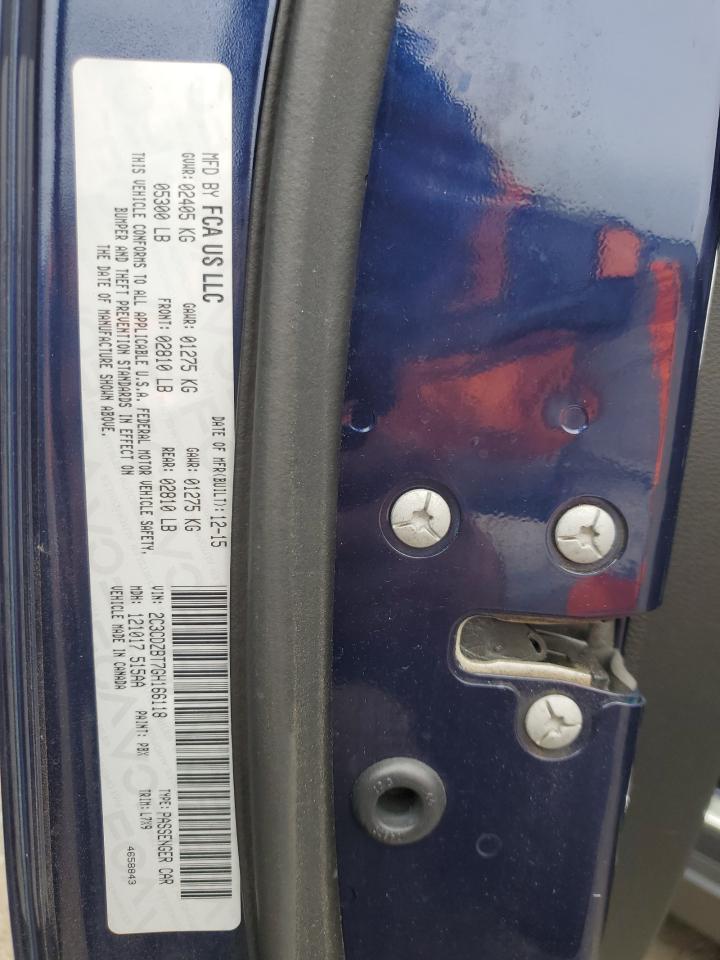 MFD BY FCA US LLC
DATE OF MFR(BUILT): 12-15
GVWR: 02405 KG
GAWR: 01275 KG
GAWR: 01275 KG
05300 LB
FRONT: 02810 LB
REAR: 02810 LB
THIS VEHICLE CONFORMS TO ALL APPLICABLE U.S.A. FEDERAL MOTOR VEHICLE SAFETY,
BUMPER AND THEFT PREVENTION STANDARDS IN EFFECT ON
THE DATE OF MANUFACTURE SHOWN ABOVE.
VIN: 2C3CDZBT7GH166118
TYPE: PASSENGER CAR
MDH: 121017 515AA
PAINT: PBX
TRIM: L7X9
VEHICLE MADE IN CANADA
4658843